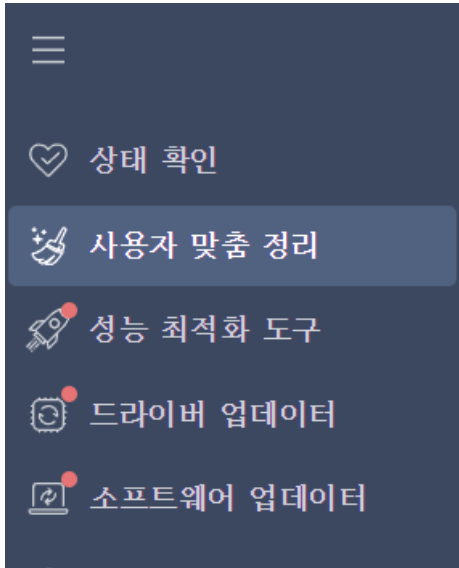 상태 확인
사용자 맞춤 정리
성능 최적화 도구
드라이버 업데이터
소프트웨어 업데이터